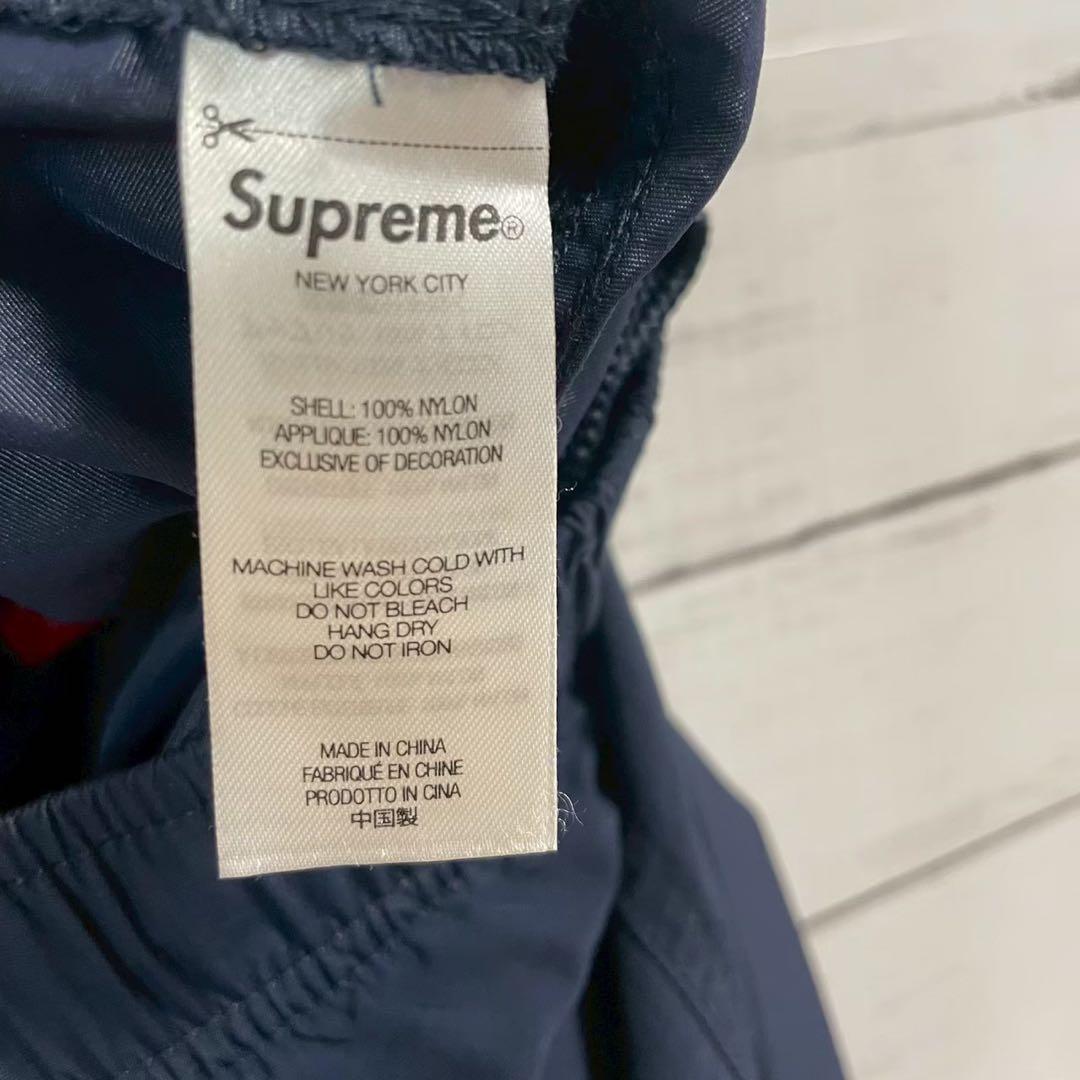 Supreme®
NEW YORK CITY
SHELL: 100% NYLON
APPLIQUE: 100% NYLON
EXCLUSIVE OF DECORATION
MACHINE WASH COLD WITH
LIKE COLORS
DO NOT BLEACH
HANG DRY
DO NOT IRON
MADE IN CHINA
FABRIQUÉ EN CHINE
PRODOTTO IN CINA
中国製